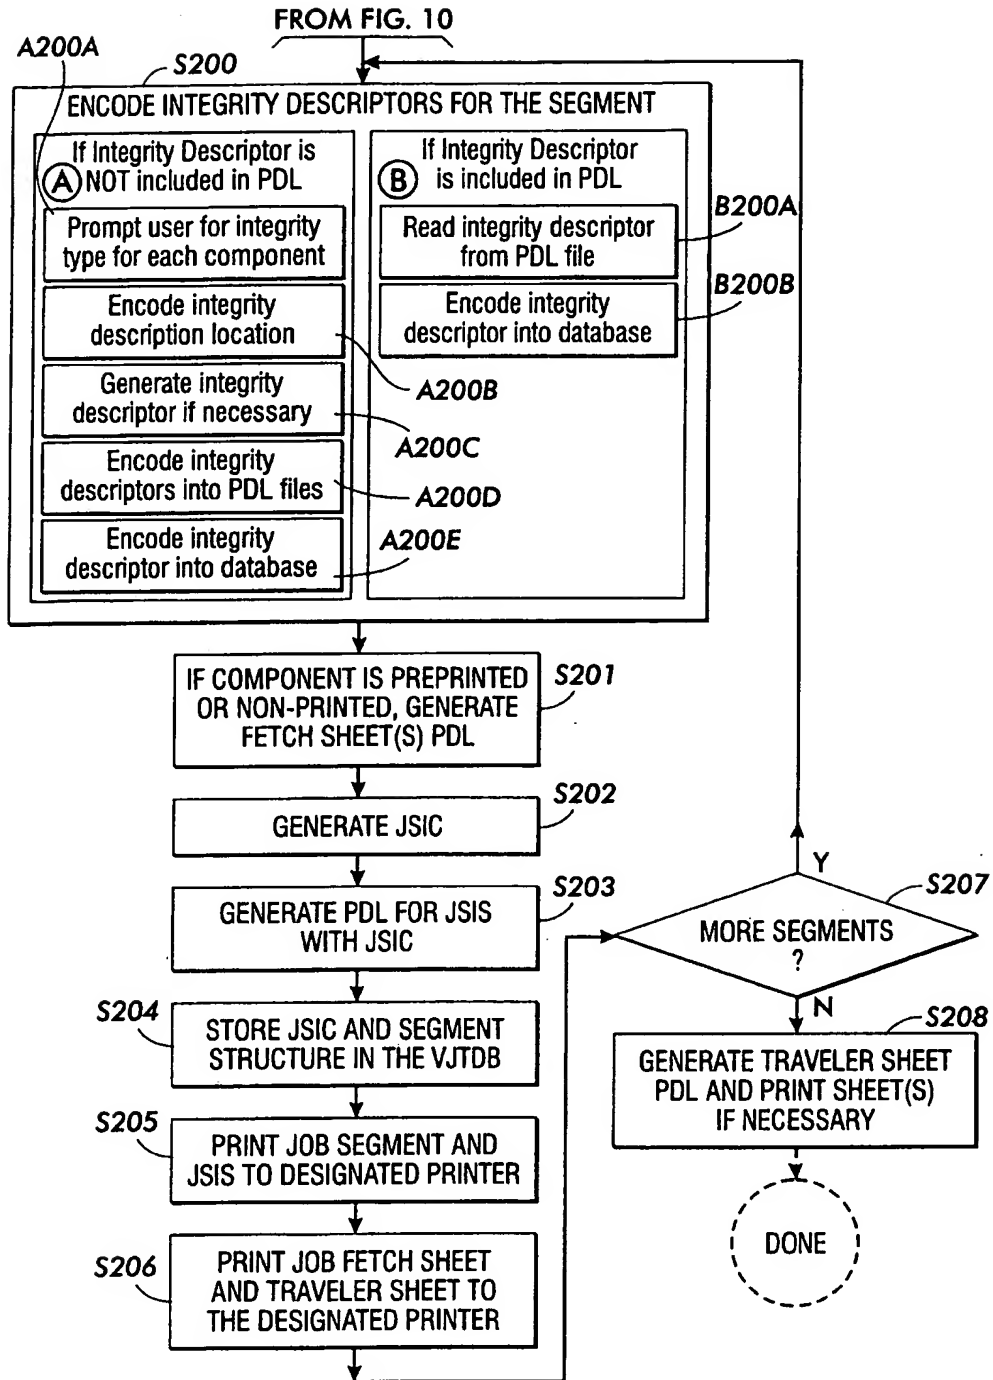 FROM FIG. 10
A200A
S200
ENCODE INTEGRITY DESCRIPTORS FOR THE SEGMENT
If Integrity Descriptor is
A NOT included in PDL
Prompt user for integrity
type for each component
Encode integrity
description location
A200B
Generate integrity
descriptor if necessary
A200C
Encode integrity
descriptors into PDL files
A200D
Encode integrity
descriptor into database
A200E
If Integrity Descriptor
B is included in PDL
Read integrity descriptor
from PDL file
B200A
Encode integrity
descriptor into database
B200B
IF COMPONENT IS PREPRINTED
OR NON-PRINTED, GENERATE
FETCH SHEET(S) PDL
S201
GENERATE JSIC
S202
GENERATE PDL FOR JSIS
WITH JSIC
S203
S204
STORE JSIC AND SEGMENT
STRUCTURE IN THE VJTDB
S205
PRINT JOB SEGMENT AND
JSIS TO DESIGNATED PRINTER
S206
PRINT JOB FETCH SHEET
AND TRAVELER SHEET TO
THE DESIGNATED PRINTER
Y
S207
MORE SEGMENTS
?
N
S208
GENERATE TRAVELER SHEET
PDL AND PRINT SHEET(S)
IF NECESSARY
DONE